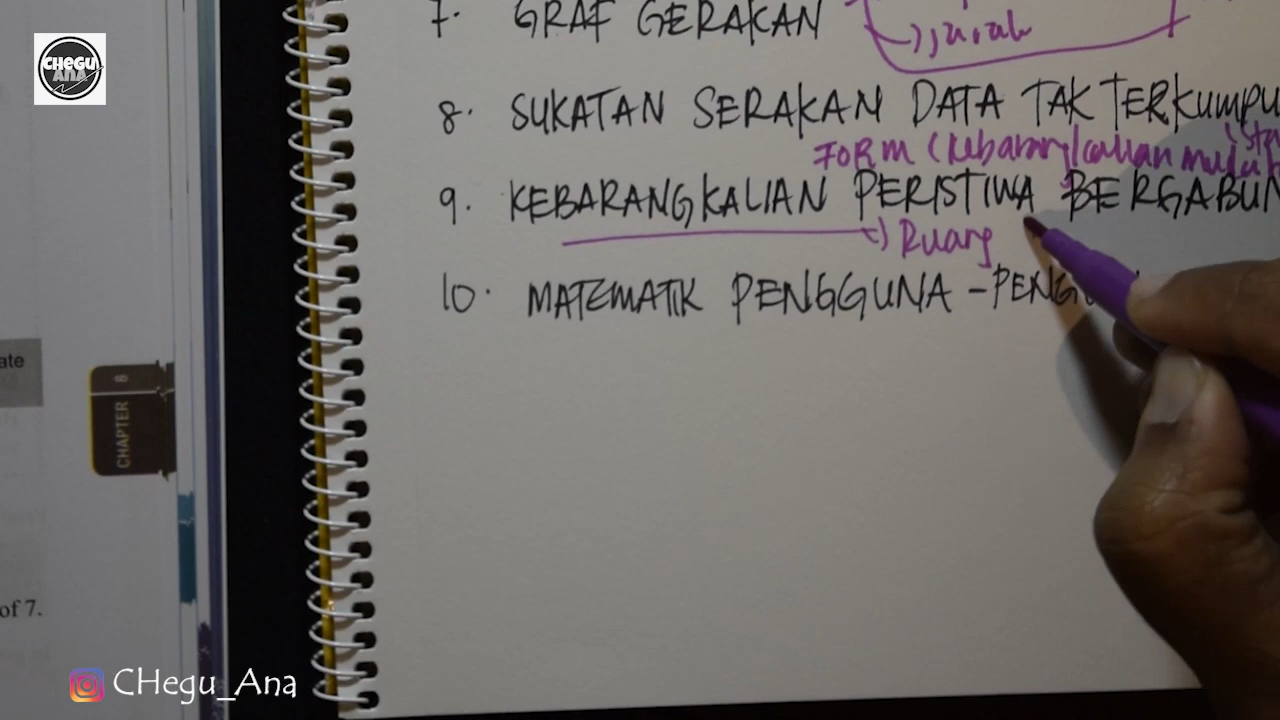 CHEGU
ANA
7. GRAF GERAKAN
jarak
8. SUKATAN SERAKAN DATA TAK TERKUMPU
FORM (kebarangkalian
9. KEBARANGKALIAN PERISTIWA BERGABUN
Ruang
10. MATEMATIK PENGGUNA - PENG
ate
CHAPTER 8
of 7.
CHegu_Ana